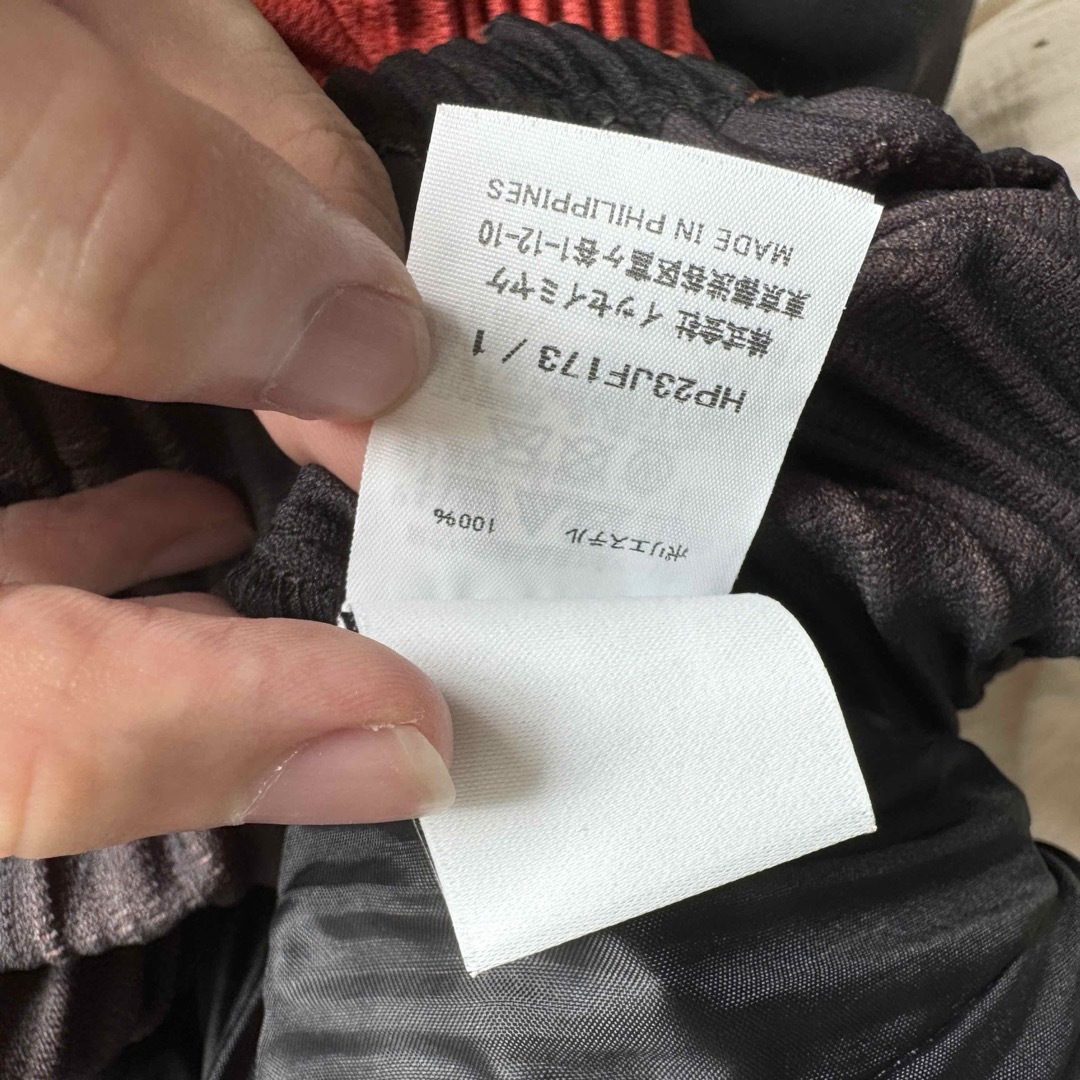 ポリエステル 100%
HP23JF173 / 1
株式会社 イッセイミヤケ
東京都渋谷区富ケ谷1-12-10
MADE IN PHILIPPINES